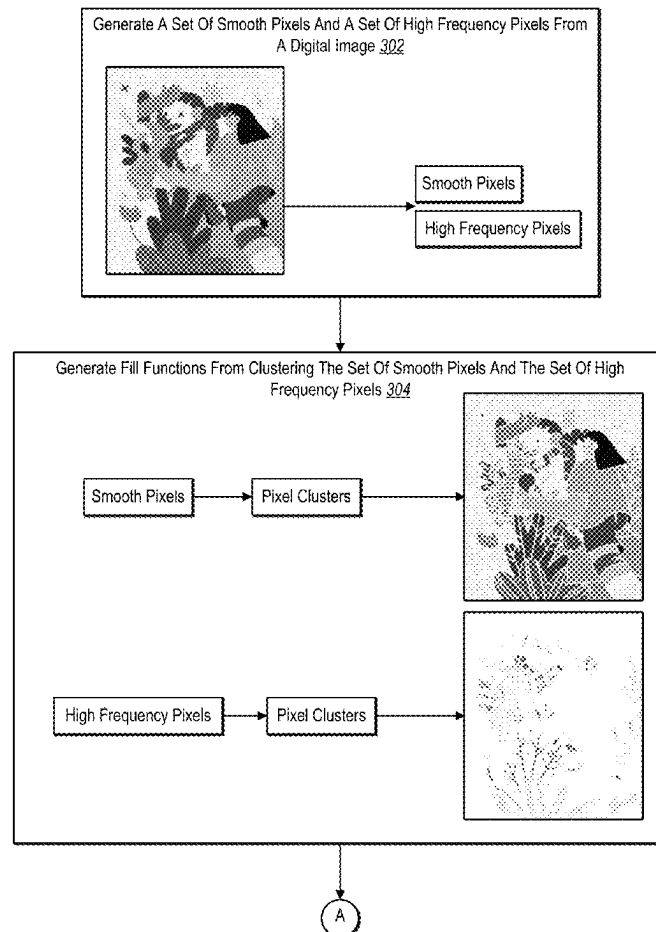 Generate A Set Of Smooth Pixels And A Set Of High Frequency Pixels From
A Digital image 302
Smooth Pixels
High Frequency Pixels
Generate Fill Functions From Clustering The Set Of Smooth Pixels And The Set Of High
Frequency Pixels 304
Smooth Pixels
Pixel Clusters
High Frequency Pixels
Pixel Clusters
A